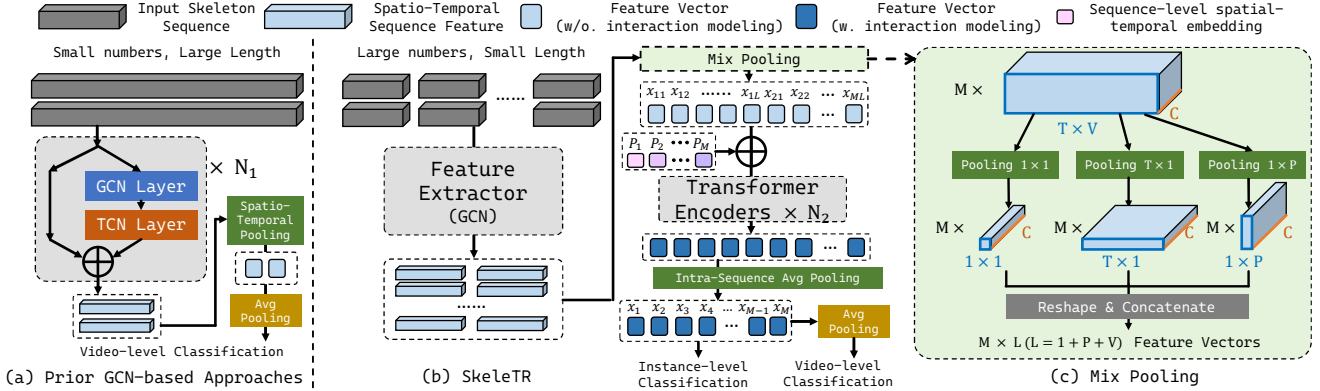 Input Skeleton
Sequence
Spatio-Temporal
Sequence Feature
Feature Vector
(w/o. interaction modeling)
Feature Vector
(w. interaction modeling)
Sequence-level spatial-
temporal embedding
Small numbers, Large Length
GCN Layer
TCN Layer
× N₁
Spatio-
Temporal
Pooling
Avg
Pooling
Video-level Classification
(a) Prior GCN-based Approaches
Large numbers, Small Length
......
Feature
Extractor
(GCN)
.......
(b) SkeleTR
Mix Pooling
x₁₁ x₁₂ ...... x₁L x₂₁ x₂₂ ... xML
...
P₁ P₂ ••• PM
...
Transformer
Encoders × N₂
...
Intra-Sequence Avg Pooling
x₁ x₂ x₃ x₄ ... xM−1 xM
...
Avg
Pooling
Instance-level
Classification
Video-level
Classification
M ×
C
T × V
Pooling 1 × 1
Pooling T × 1
Pooling 1 × P
M ×
C
1 × 1
M ×
C
T × 1
M ×
C
1 × P
Reshape & Concatenate
M × L (L = 1 + P + V) Feature Vectors
(c) Mix Pooling